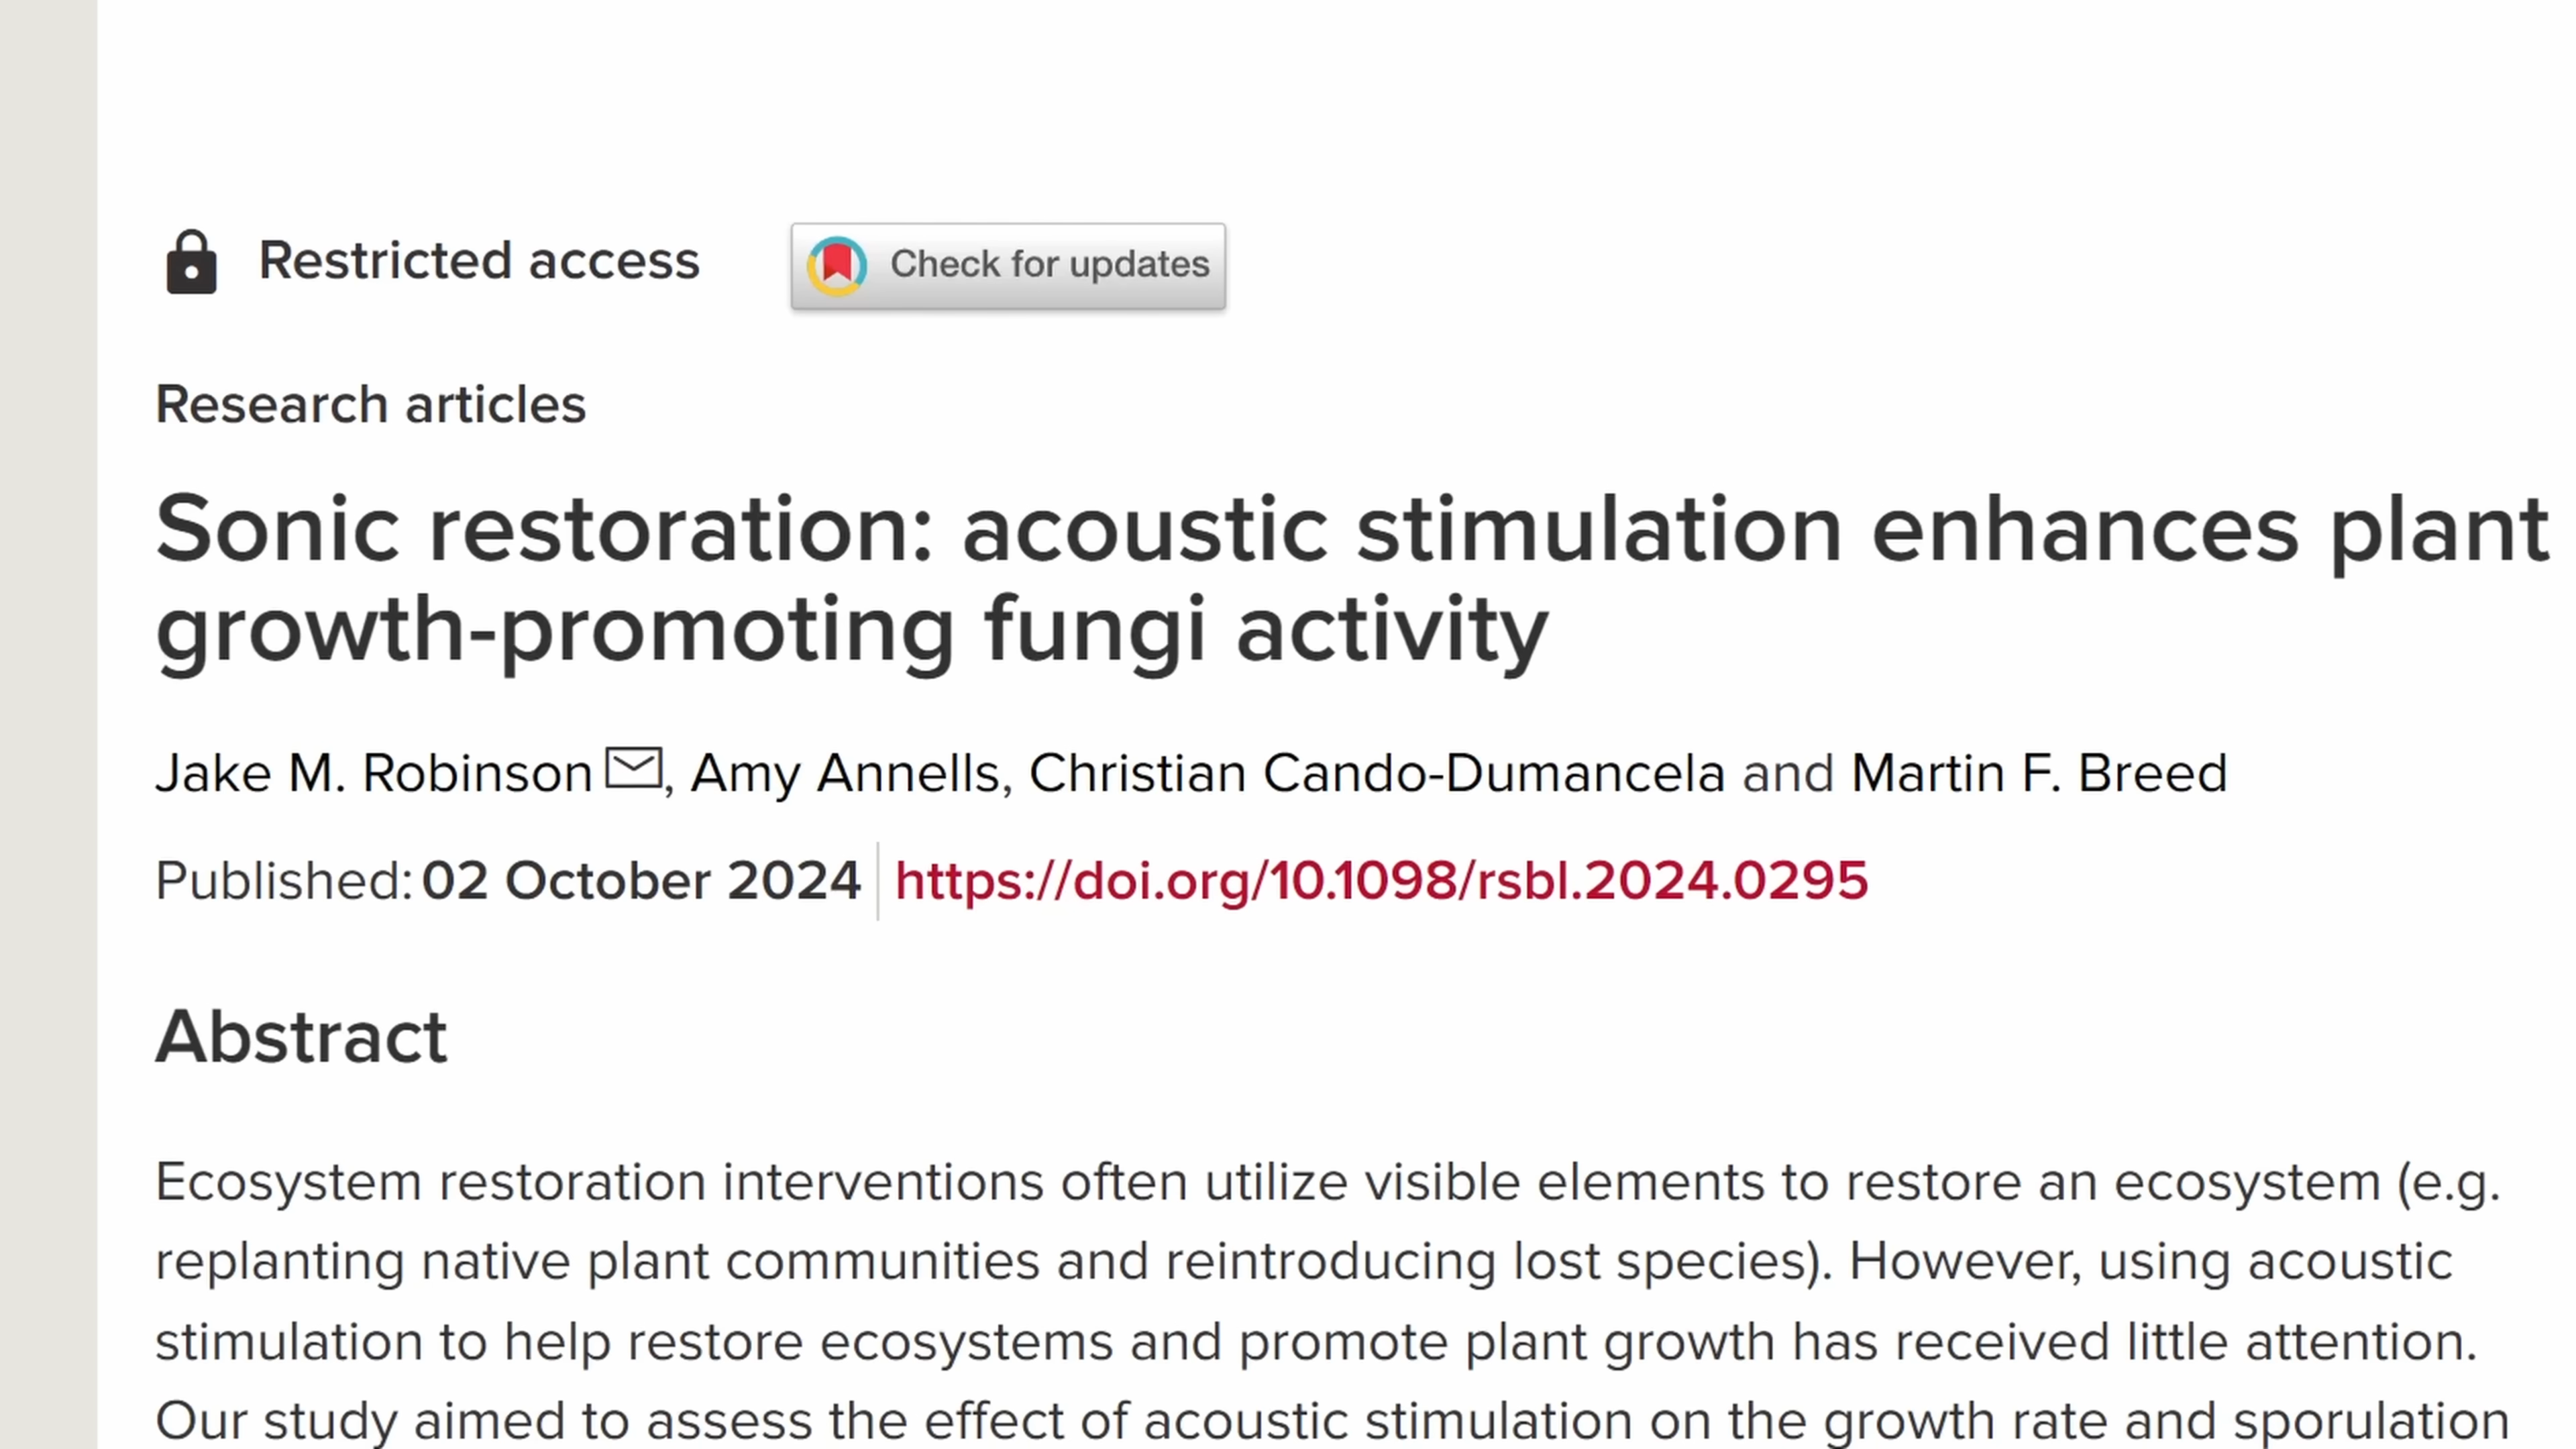 Restricted access
Check for updates
Research articles
Sonic restoration: acoustic stimulation enhances plant
growth-promoting fungi activity
Jake M. Robinson, Amy Annells, Christian Cando-Dumancela and Martin F. Breed
Published: 02 October 2024 https://doi.org/10.1098/rsbl.2024.0295
Abstract
Ecosystem restoration interventions often utilize visible elements to restore an ecosystem (e.g.
replanting native plant communities and reintroducing lost species). However, using acoustic
stimulation to help restore ecosystems and promote plant growth has received little attention.
Our study aimed to assess the effect of acoustic stimulation on the growth rate and sporulation